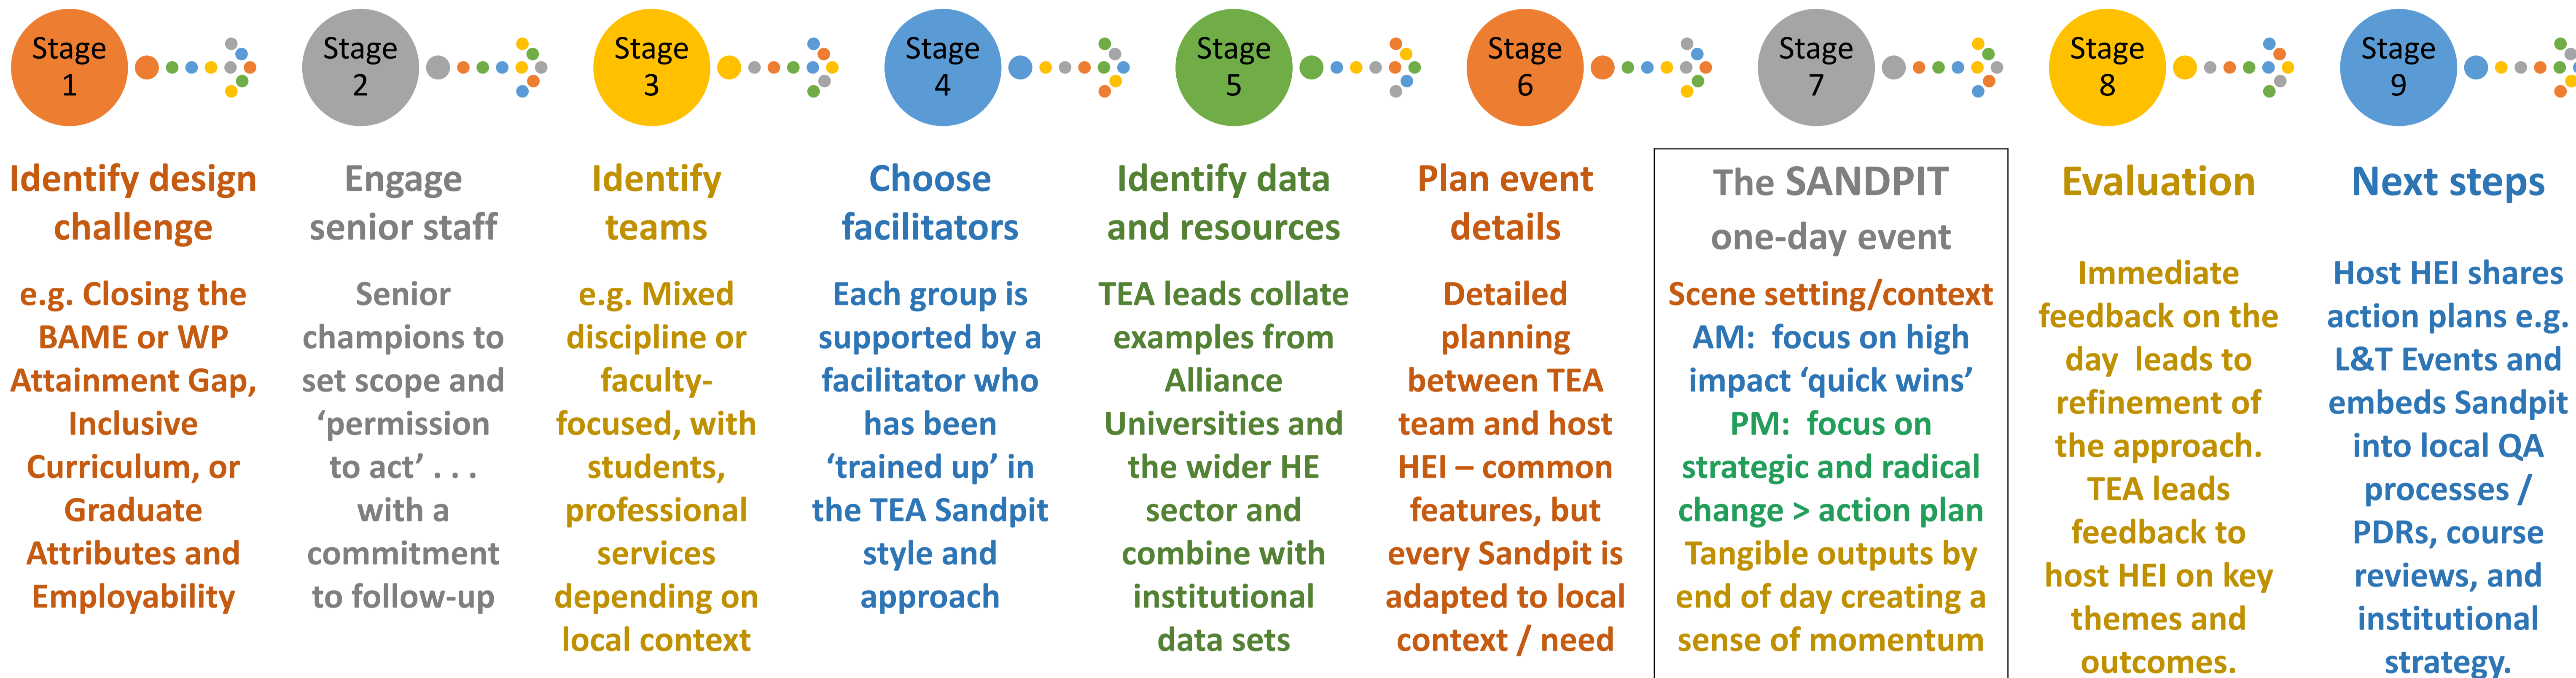 Stage
1
Stage
2
Stage
3
Stage
4
Stage
5
Stage
6
Stage
7
Stage
8
Stage
9
Identify design
challenge
e.g. Closing the
BAME or WP
Attainment Gap,
Inclusive
Curriculum, or
Graduate
Attributes and
Employability
Engage
senior staff
Senior
champions to
set scope and
‘permission
to act’ . . .
with a
commitment
to follow-up
Identify
teams
e.g. Mixed
discipline or
faculty-
focused, with
students,
professional
services
depending on
local context
Choose
facilitators
Each group is
supported by a
facilitator who
has been
‘trained up’ in
the TEA Sandpit
style and
approach
Identify data
and resources
TEA leads collate
examples from
Alliance
Universities and
the wider HE
sector and
combine with
institutional
data sets
Plan event
details
Detailed
planning
between TEA
team and host
HEI – common
features, but
every Sandpit is
adapted to local
context / need
The SANDPIT
one-day event
Scene setting/context
AM:  focus on high
impact ‘quick wins’
PM:  focus on
strategic and radical
change > action plan
Tangible outputs by
end of day creating a
sense of momentum
Evaluation
Immediate
feedback on the
day  leads to
refinement of
the approach.
TEA leads
feedback to
host HEI on key
themes and
outcomes.
Next steps
Host HEI shares
action plans e.g.
L&T Events and
embeds Sandpit
into local QA
processes /
PDRs, course
reviews, and
institutional
strategy.